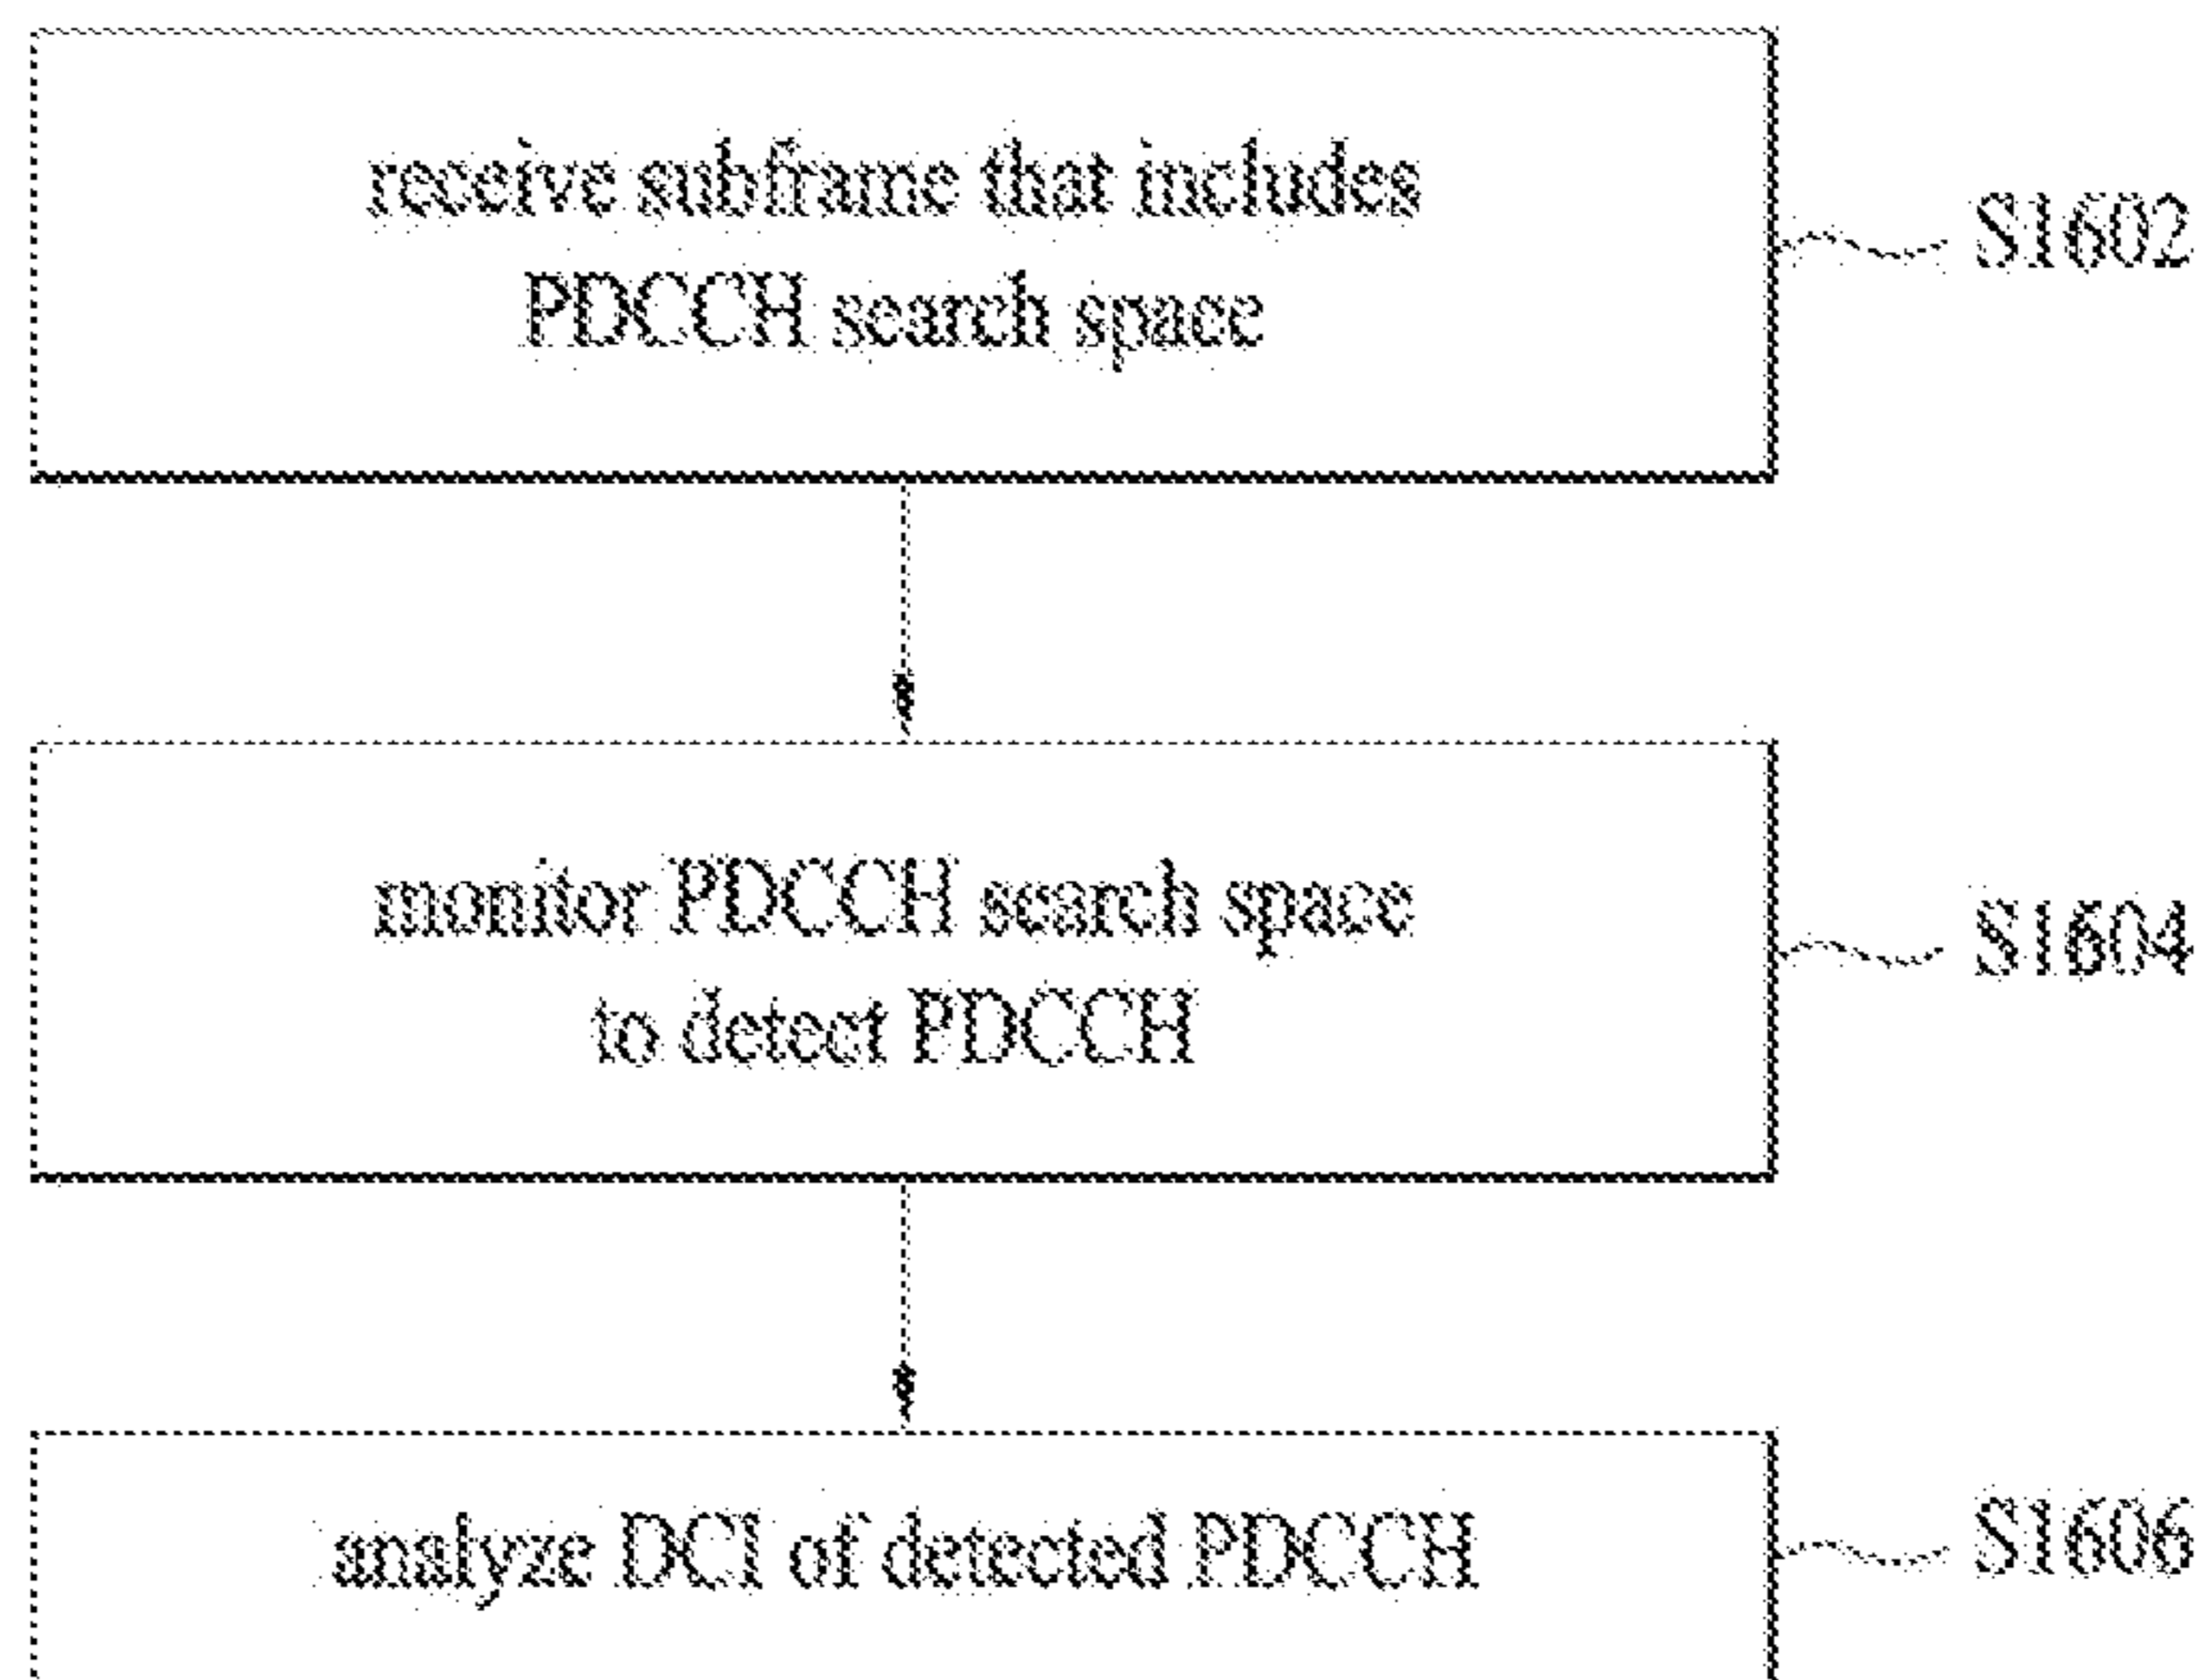 receive subframe that includes
PDCCH search space
S1602
monitor PDCCH search space
to detect PDCCH
S1604
analyze DCI of detected PDCCH
S1606